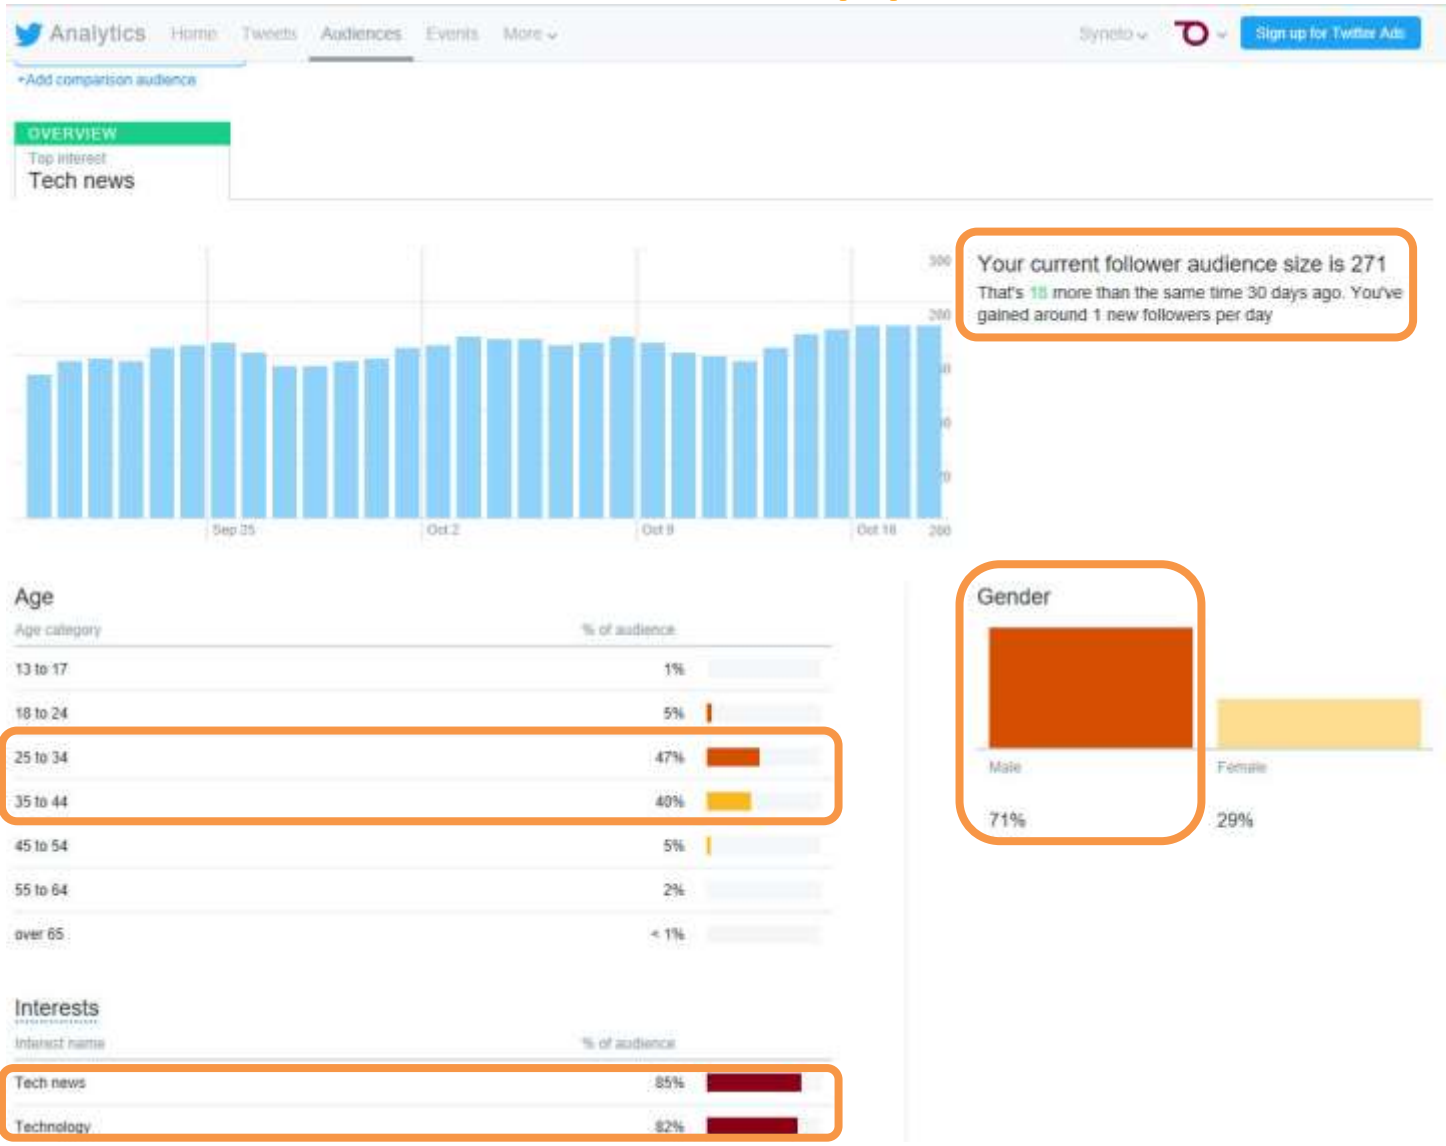 Analytics Home Tweets Audiences Events More Syneto Sign up for Twitter Ads
+Add comparison audience
OVERVIEW
Top interest
Tech news
300
280
Your current follower audience size is 271
That's 18 more than the same time 30 days ago. You've
gained around 1 new followers per day
Sep 25 Oct 2 Oct 9 Oct 16 200
Age
Age category % of audience
13 to 17 1%
18 to 24 5%
25 to 34 47%
35 to 44 40%
45 to 54 5%
55 to 64 2%
over 65 < 1%
Gender
Male Female
71% 29%
Interests
Interest name % of audience
Tech news 85%
Technology 82%